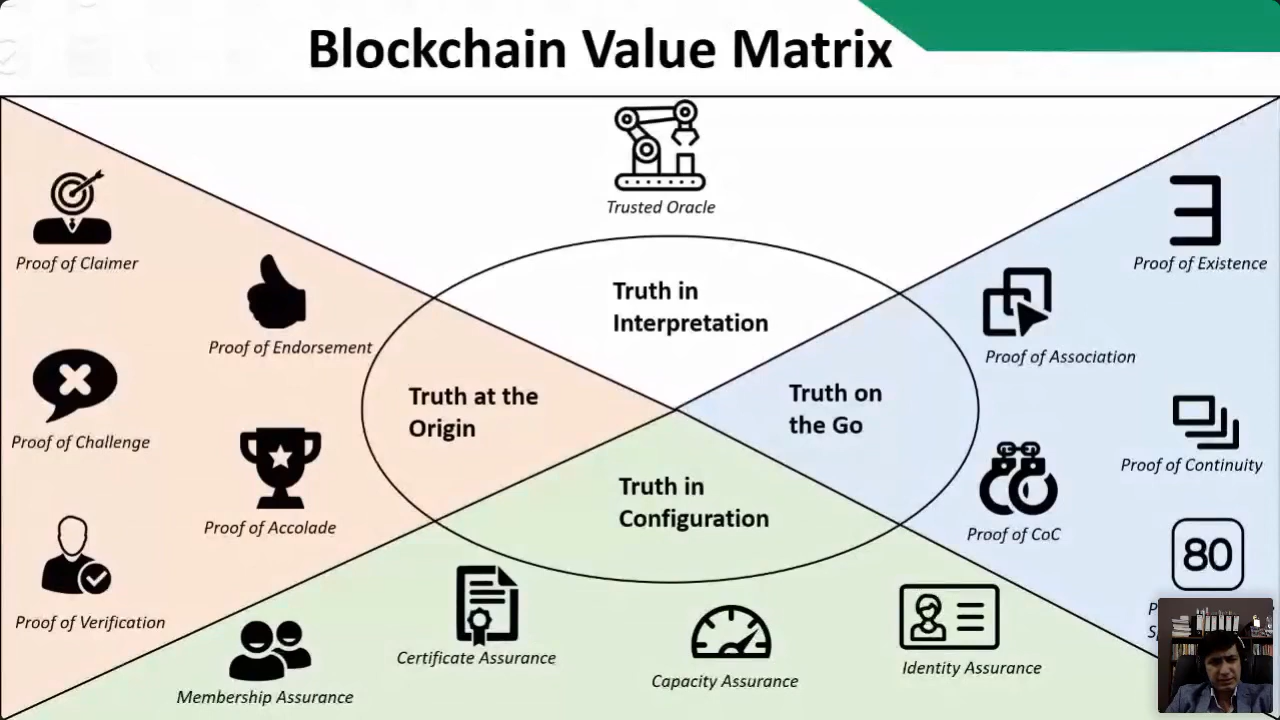 Blockchain Value Matrix
Trusted Oracle
Proof of Claimer
Proof of Existence
Truth in
Interpretation
Proof of Endorsement
Proof of Association
Truth at the
Origin
Truth on
the Go
Proof of Challenge
Proof of Continuity
Truth in
Configuration
Proof of Accolade
Proof of CoC
80
Proof of Verification
Certificate Assurance
Capacity Assurance
Identity Assurance
Membership Assurance